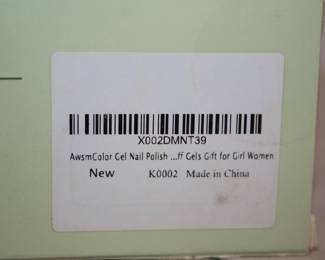 X002DMNT39
AwsmColor Gel Nail Polish ...ff Gels Gift for Girl Women
New K0002 Made in China